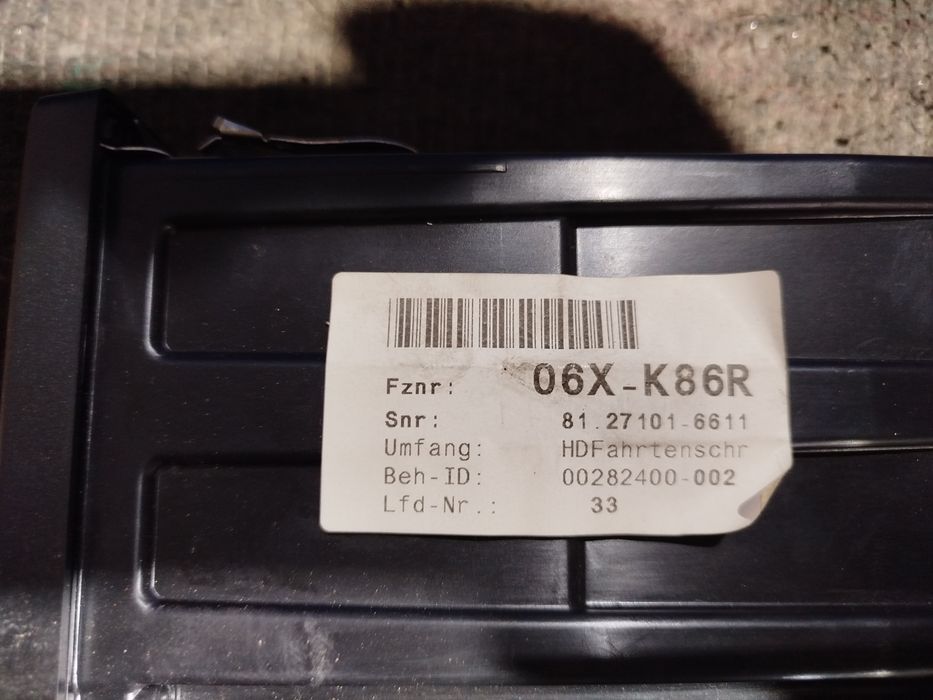 Fznr: 06X-K86R
Snr: 81.27101-6611
Umfang: HDFahrtenschr
Beh-ID: 00282400-002
Lfd-Nr.: 33